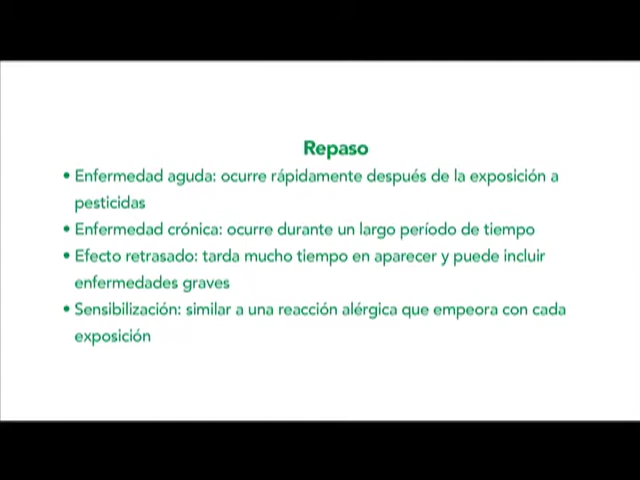 Repaso
• Enfermedad aguda: ocurre rápidamente después de la exposición a
pesticidas
• Enfermedad crónica: ocurre durante un largo período de tiempo
• Efecto retrasado: tarda mucho tiempo en aparecer y puede incluir
enfermedades graves
• Sensibilización: similar a una reacción alérgica que empeora con cada
exposición